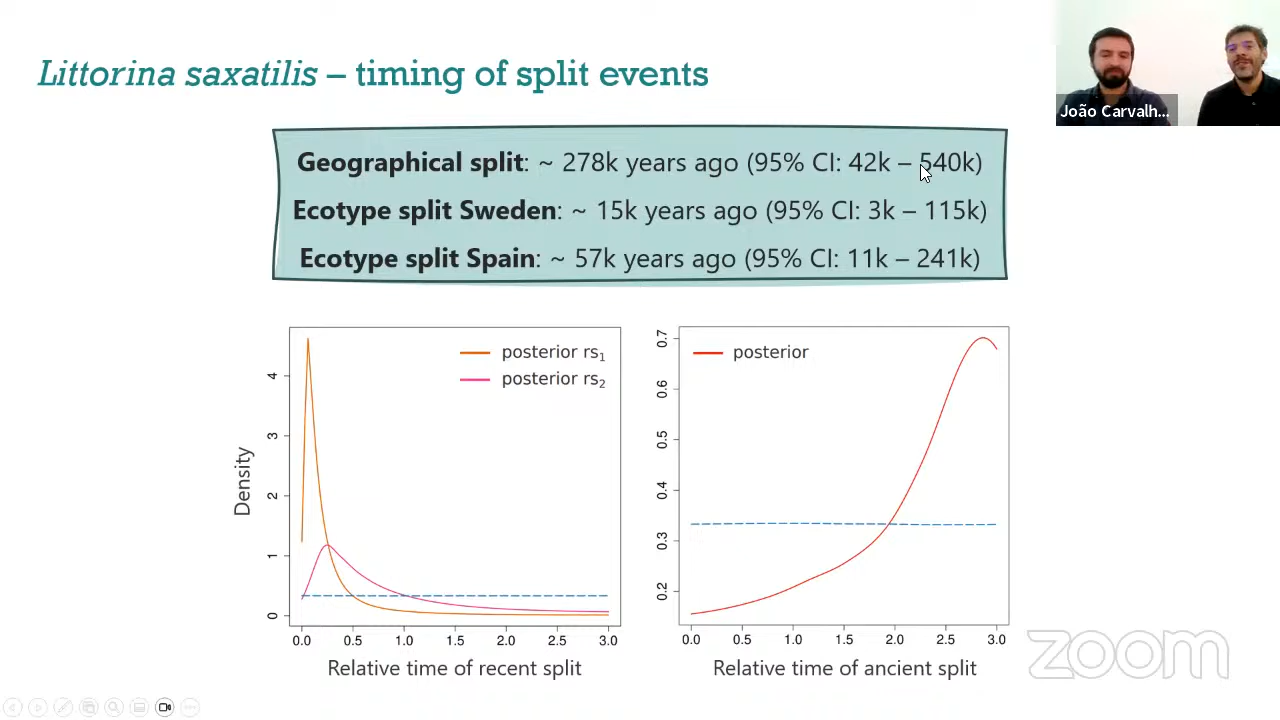 Littorina saxatilis – timing of split events
João Carvalh...
Geographical split: ~ 278k years ago (95% CI: 42k – 540k)
Ecotype split Sweden: ~ 15k years ago (95% CI: 3k – 115k)
Ecotype split Spain: ~ 57k years ago (95% CI: 11k – 241k)
posterior rs₁
posterior rs₂
Density
4
3
2
1
0
0.0 0.5 1.0 1.5 2.0 2.5 3.0
Relative time of recent split
posterior
0.7
0.6
0.5
0.4
0.3
0.2
0.0 0.5 1.0 1.5 2.0 2.5 3.0
Relative time of ancient split
zoom